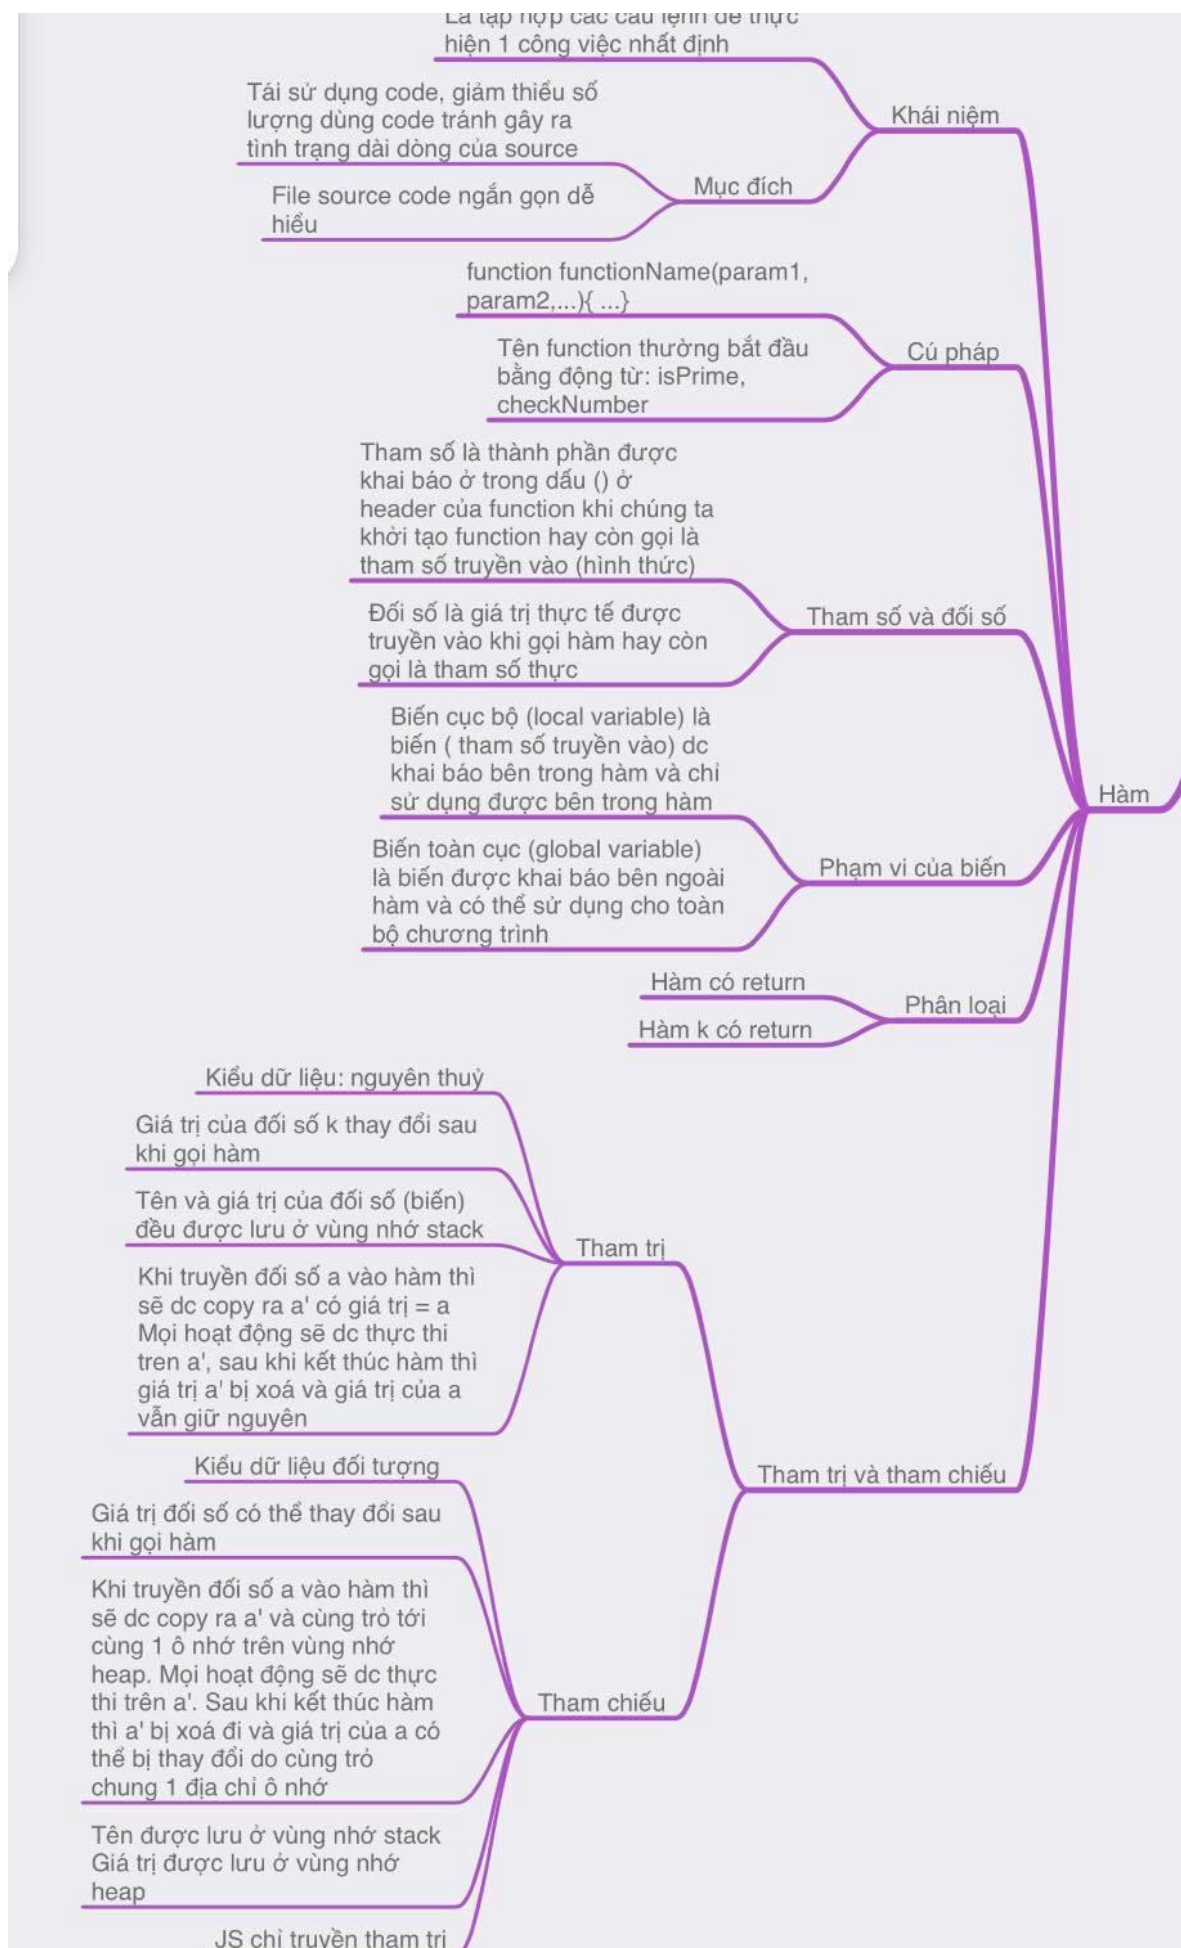 Là tập hợp các câu lệnh để thực
hiện 1 công việc nhất định
Khái niệm
Tái sử dụng code, giảm thiểu số
lượng dùng code tránh gây ra
tình trạng dài dòng của source
Mục đích
File source code ngắn gọn dễ
hiểu
function functionName(param1,
param2,...){ ...}
Cú pháp
Tên function thường bắt đầu
bằng động từ: isPrime,
checkNumber
Tham số là thành phần được
khai báo ở trong dấu () ở
header của function khi chúng ta
khởi tạo function hay còn gọi là
tham số truyền vào (hình thức)
Tham số và đối số
Đối số là giá trị thực tế được
truyền vào khi gọi hàm hay còn
gọi là tham số thực
Biến cục bộ (local variable) là
biến ( tham số truyền vào) dc
khai báo bên trong hàm và chỉ
sử dụng được bên trong hàm
Hàm
Biến toàn cục (global variable)
là biến được khai báo bên ngoài
hàm và có thể sử dụng cho toàn
bộ chương trình
Phạm vi của biến
Hàm có return
Phân loại
Hàm k có return
Kiểu dữ liệu: nguyên thuỷ
Giá trị của đối số k thay đổi sau
khi gọi hàm
Tên và giá trị của đối số (biến)
đều được lưu ở vùng nhớ stack
Tham trị
Khi truyền đối số a vào hàm thì
sẽ dc copy ra a' có giá trị = a
Mọi hoạt động sẽ dc thực thi
tren a', sau khi kết thúc hàm thì
giá trị a' bị xoá và giá trị của a
vẫn giữ nguyên
Tham trị và tham chiếu
Kiểu dữ liệu đối tượng
Giá trị đối số có thể thay đổi sau
khi gọi hàm
Khi truyền đối số a vào hàm thì
sẽ dc copy ra a' và cùng trỏ tới
cùng 1 ô nhớ trên vùng nhớ
heap. Mọi hoạt động sẽ dc thực
thi trên a'. Sau khi kết thúc hàm
thì a' bị xoá đi và giá trị của a có
thể bị thay đổi do cùng trỏ
chung 1 địa chỉ ô nhớ
Tham chiếu
Tên được lưu ở vùng nhớ stack
Giá trị được lưu ở vùng nhớ
heap
JS chỉ truyền tham trị